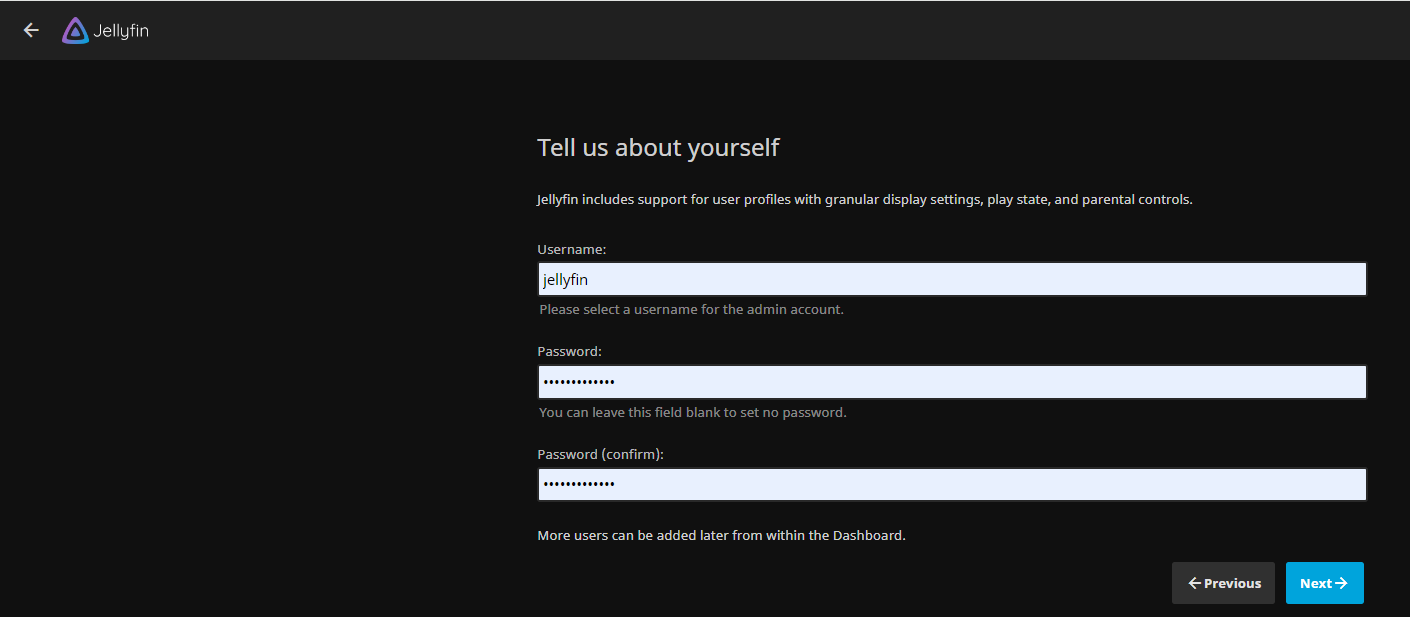 Jellyfin
Tell us about yourself
Jellyfin includes support for user profiles with granular display settings, play state, and parental controls.
Username:
jellyfin
Please select a username for the admin account.
Password:
•••••••••••••
You can leave this field blank to set no password.
Password (confirm):
•••••••••••••
More users can be added later from within the Dashboard.
Previous
Next